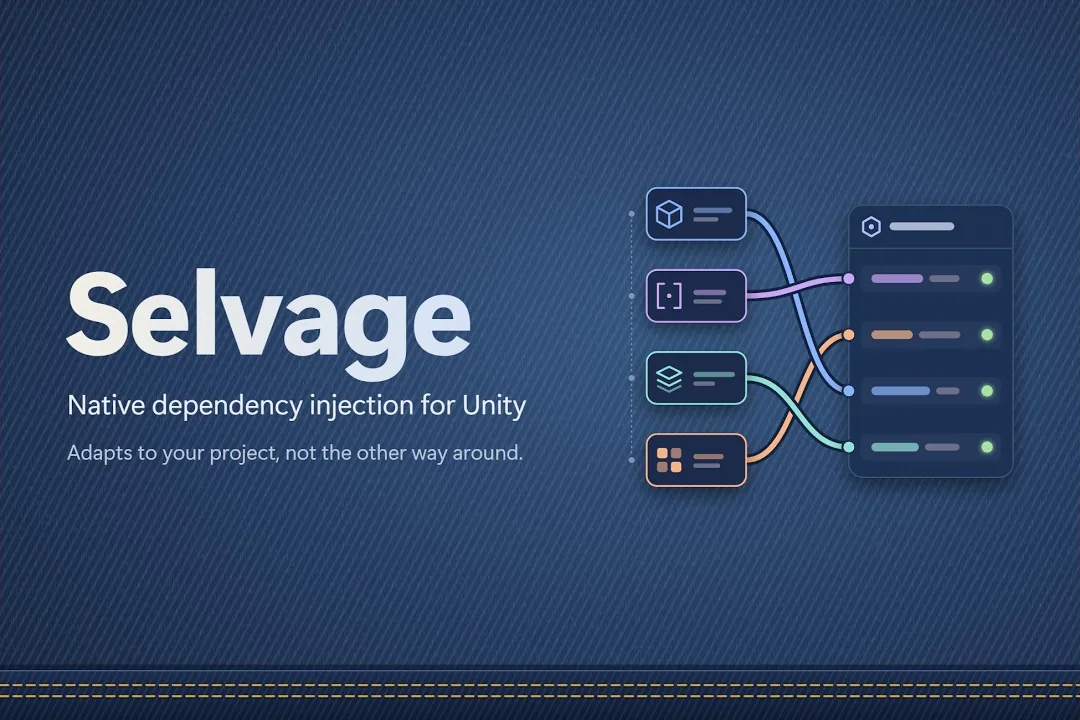 Selvage
Native dependency injection for Unity
Adapts to your project, not the other way around.